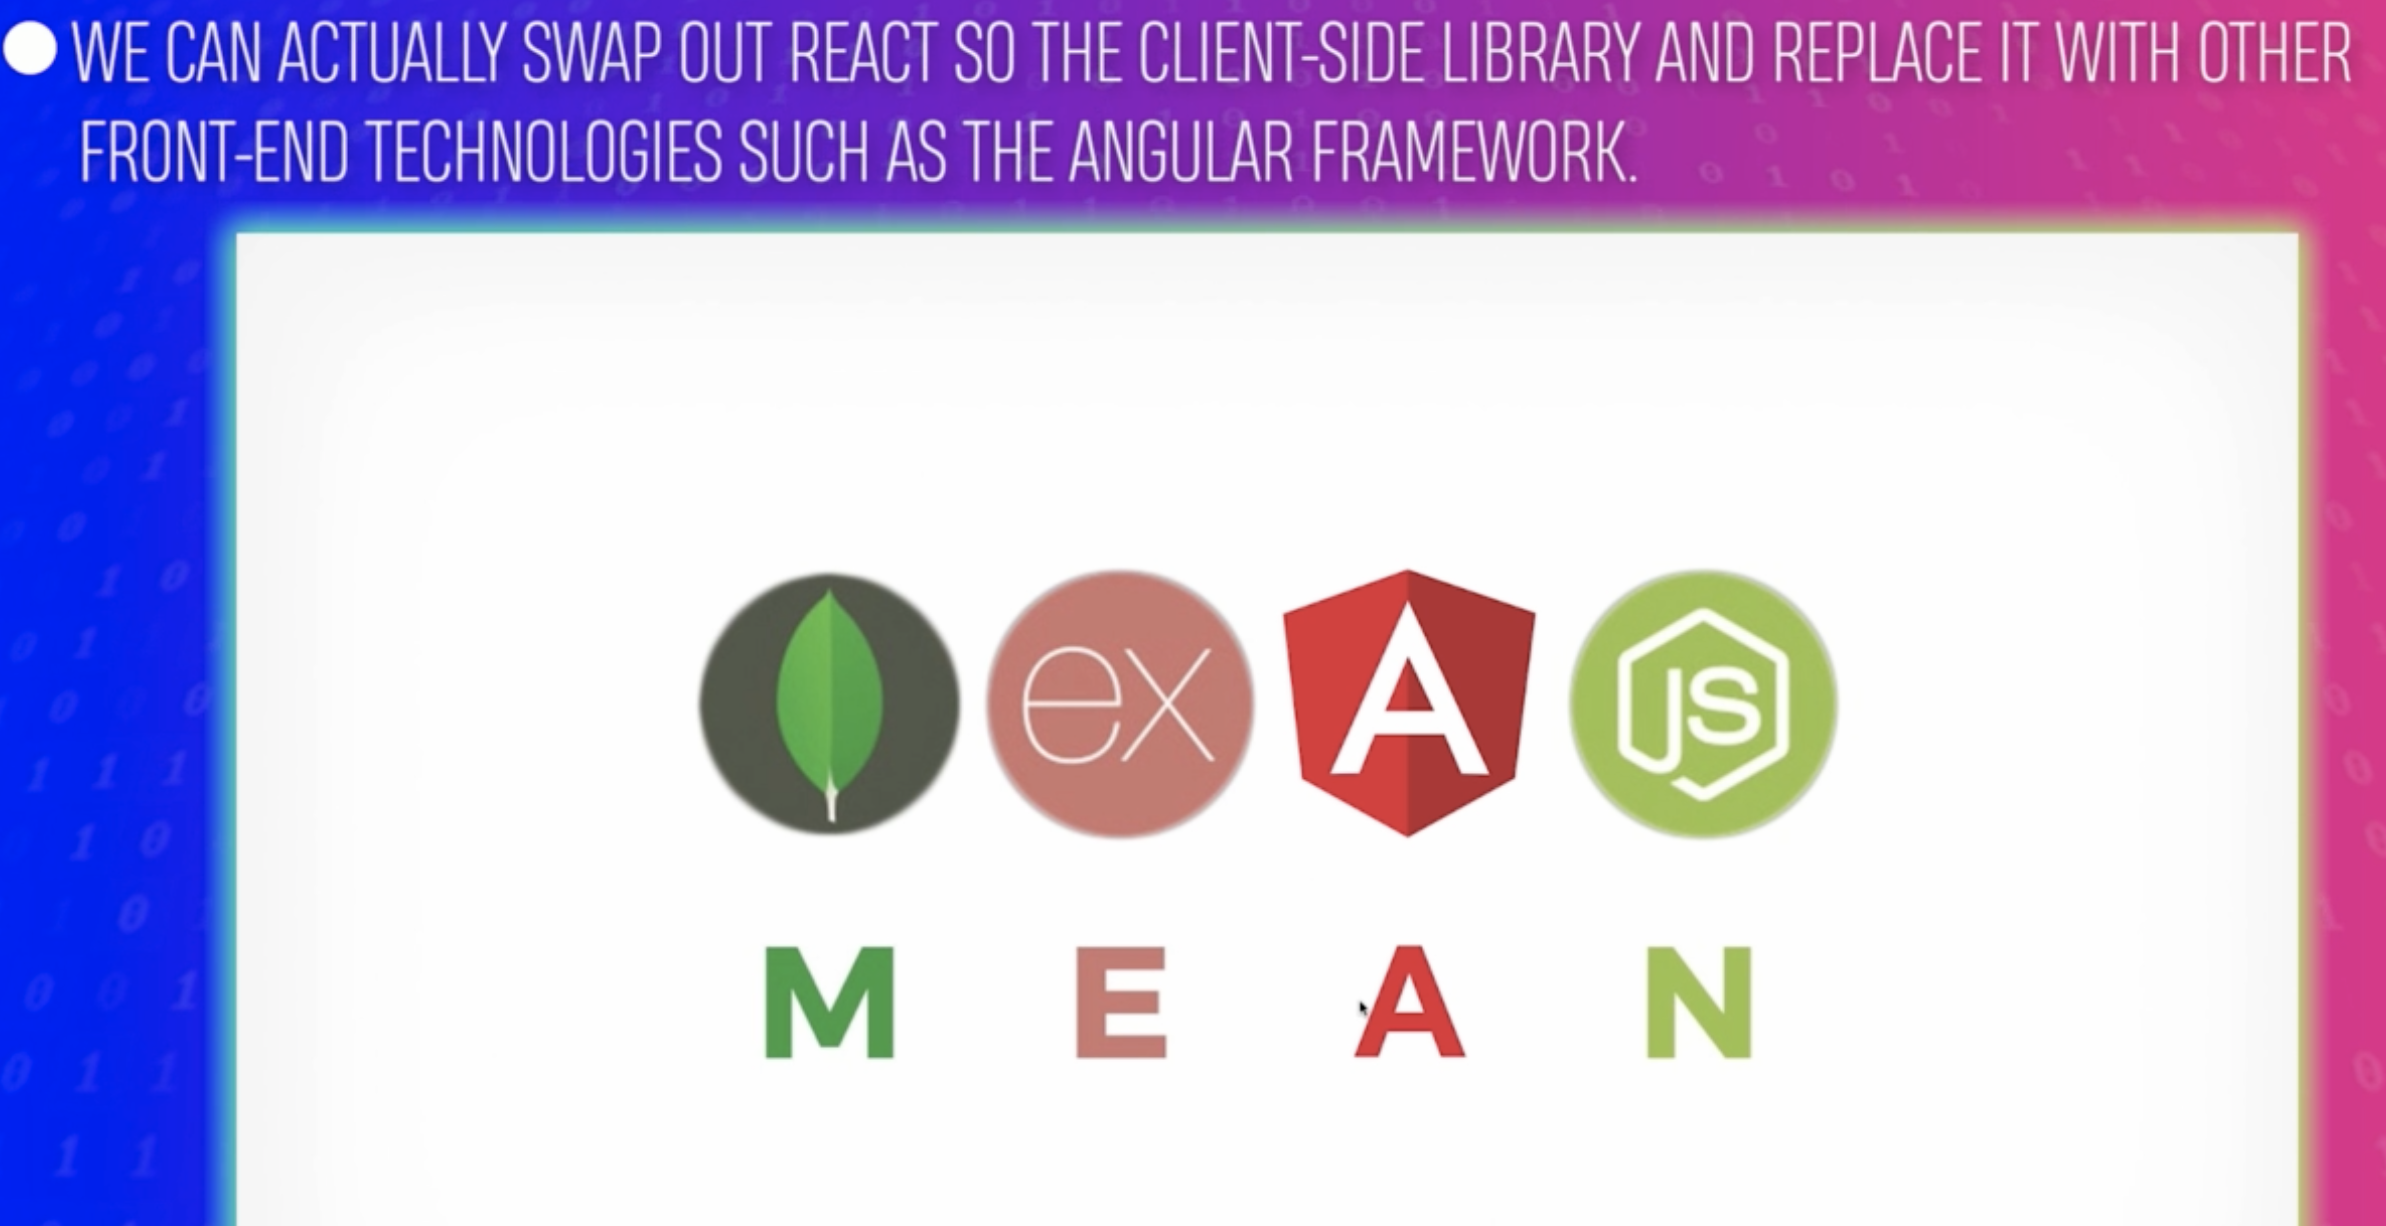 WE CAN ACTUALLY SWAP OUT REACT SO THE CLIENT-SIDE LIBRARY AND REPLACE IT WITH OTHER
FRONT-END TECHNOLOGIES SUCH AS THE ANGULAR FRAMEWORK.
ex A JS
M E A N